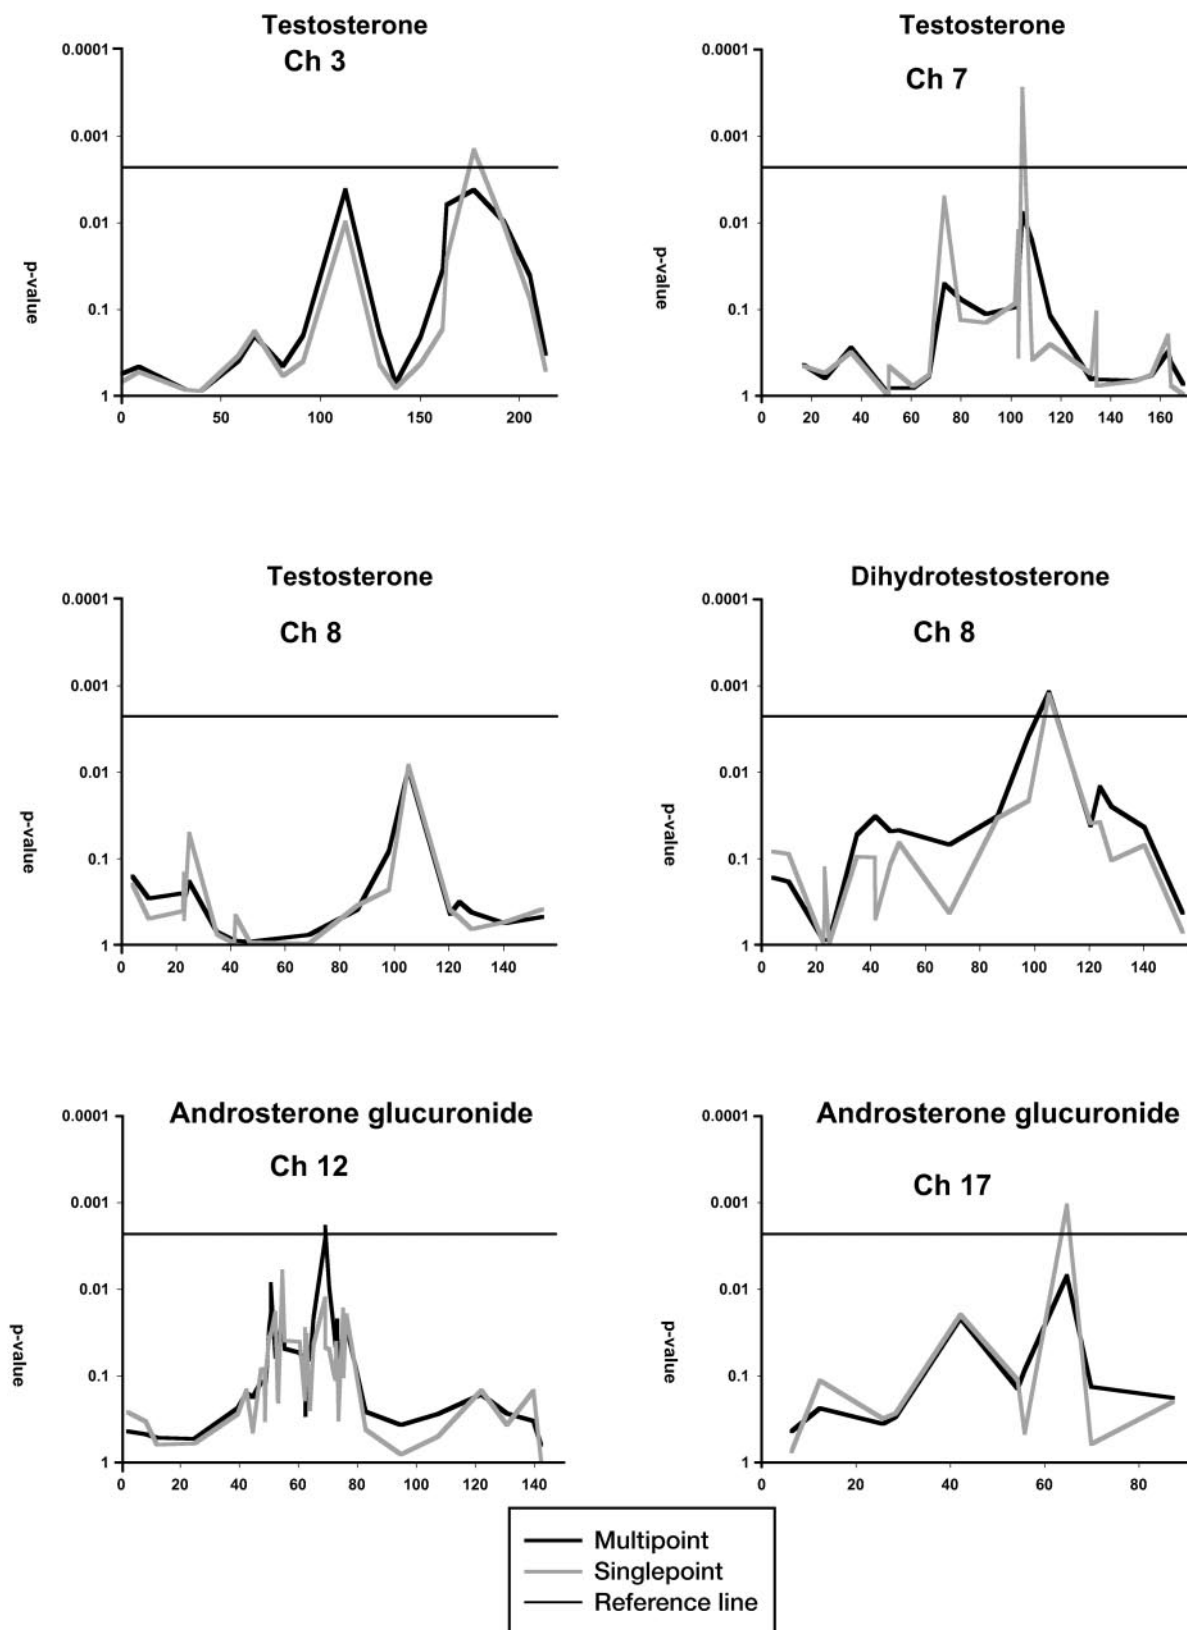 Testosterone
Ch 3
0.0001
0.001
0.01
0.1
1
p-value
0 50 100 150 200
Testosterone
Ch 7
0.0001
0.001
0.01
0.1
1
p-value
0 20 40 60 80 100 120 140 160
Testosterone
Ch 8
0.0001
0.001
0.01
0.1
1
p-value
0 20 40 60 80 100 120 140
Dihydrotestosterone
Ch 8
0.0001
0.001
0.01
0.1
1
p-value
0 20 40 60 80 100 120 140
Androsterone glucuronide
Ch 12
0.0001
0.001
0.01
0.1
1
p-value
0 20 40 60 80 100 120 140
Androsterone glucuronide
Ch 17
0.0001
0.001
0.01
0.1
1
p-value
0 20 40 60 80
Multipoint
Singlepoint
Reference line